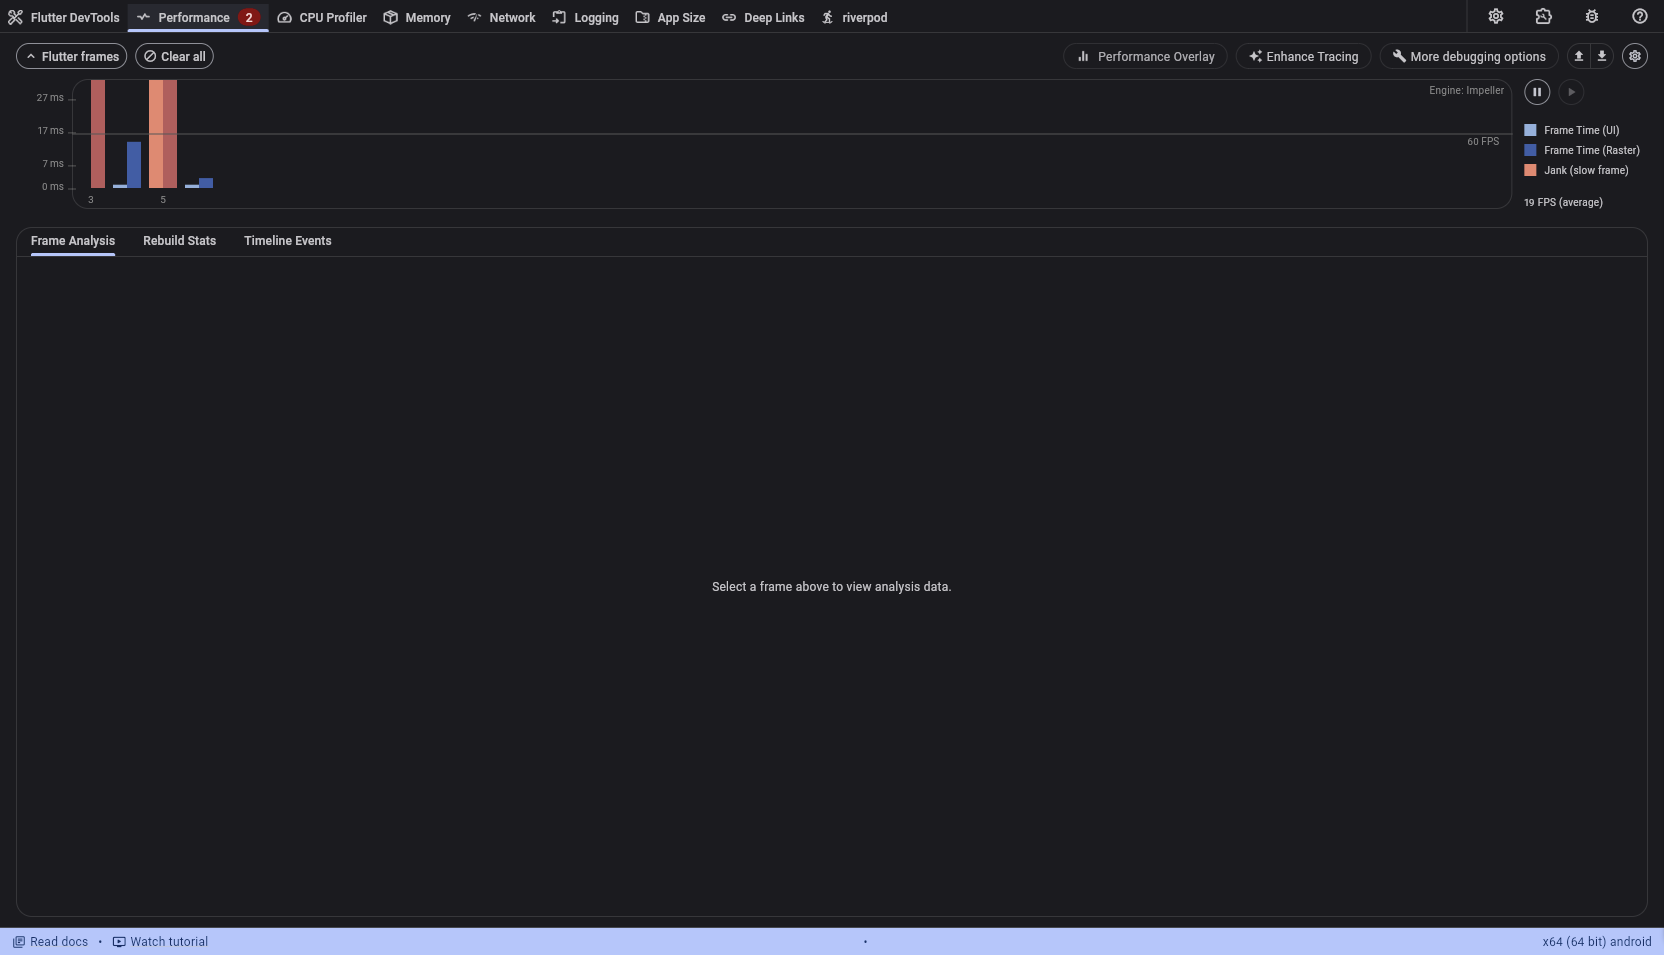 Flutter DevTools Performance 2 CPU Profiler Memory Network Logging App Size Deep Links riverpod
Flutter frames Clear all Performance Overlay Enhance Tracing More debugging options
Engine: Impeller
27 ms
17 ms
60 FPS
7 ms
0 ms
3 5
Frame Time (UI)
Frame Time (Raster)
Jank (slow frame)
19 FPS (average)
Frame Analysis Rebuild Stats Timeline Events
Select a frame above to view analysis data.
Read docs • Watch tutorial • x64 (64 bit) android